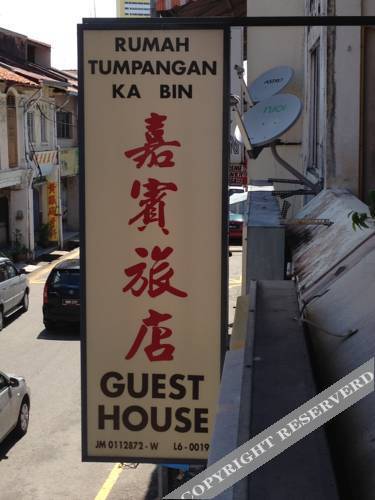 RUMAH
TUMPANGAN
KA BIN
嘉賓旅店
GUEST
HOUSE
JM 0112872-W L6-0019
COPYRIGHT RESERVERD